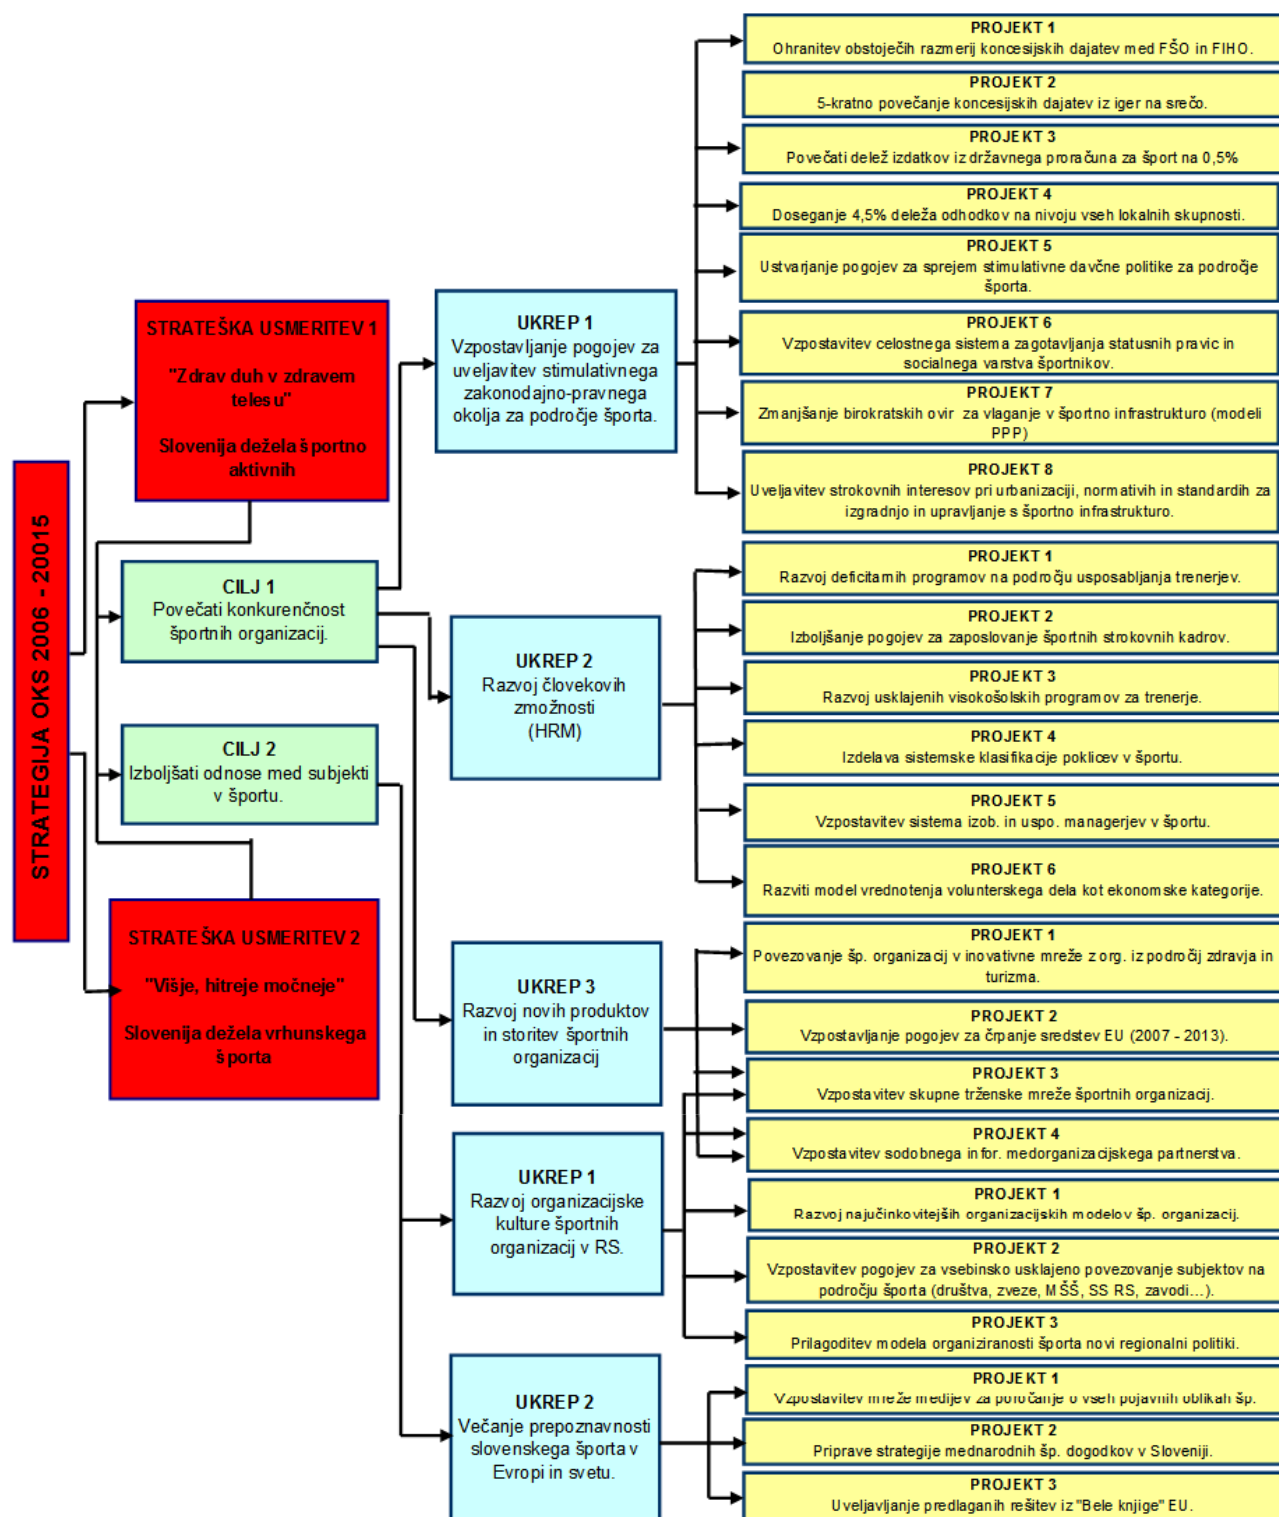 STRATEGIJA OKS 2006 - 20015
STRATEŠKA USMERITEV 1
"Zdrav duh v zdravem
telesu"
Slovenija dežela športno
aktivnih
CILJ 1
Povečati konkurenčnost
športnih organizacij.
CILJ 2
Izboljšati odnose med subjekti
v športu.
STRATEŠKA USMERITEV 2
"Višje, hitreje močneje"
Slovenija dežela vrhunskega
športa
UKREP 1
Vzpostavljanje pogojev za
uveljavitev stimulativnega
zakonodajno-pravnega
okolja za področje športa.
UKREP 2
Razvoj človekovih
zmožnosti
(HRM)
UKREP 3
Razvoj novih produktov
in storitev športnih
organizacij
UKREP 1
Razvoj organizacijske
kulture športnih
organizacij v RS.
UKREP 2
Večanje prepoznavnosti
slovenskega športa v
Evropi in svetu.
PROJEKT 1
Ohranitev obstoječih razmerij koncesijskih dajatev med FŠO in FIHO.
PROJEKT 2
5-kratno povečanje koncesijskih dajatev iz iger na srečo.
PROJEKT 3
Povečati delež izdatkov iz državnega proračuna za šport na 0,5%
PROJEKT 4
Doseganje 4,5% deleža odhodkov na nivoju vseh lokalnih skupnosti.
PROJEKT 5
Ustvarjanje pogojev za sprejem stimulativne davčne politike za področje
športa.
PROJEKT 6
Vzpostavitev celostnega sistema zagotavljanja statusnih pravic in
socialnega varstva športnikov.
PROJEKT 7
Zmanjšanje birokratskih ovir za vlaganje v športno infrastrukturo (modeli
PPP)
PROJEKT 8
Uveljavitev strokovnih interesov pri urbanizaciji, normativih in standardih za
izgradnjo in upravljanje s športno infrastrukturo.
PROJEKT 1
Razvoj deficitarnih programov na področju usposabljanja trenerjev.
PROJEKT 2
Izboljšanje pogojev za zaposlovanje športnih strokovnih kadrov.
PROJEKT 3
Razvoj usklajenih visokošolskih programov za trenerje.
PROJEKT 4
Izdelava sistemske klasifikacije poklicev v športu.
PROJEKT 5
Vzpostavitev sistema izob. in uspo. managerjev v športu.
PROJEKT 6
Razviti model vrednotenja volunterskega dela kot ekonomske kategorije.
PROJEKT 1
Povezovanje šp. organizacij v inovativne mreže z org. iz področij zdravja in
turizma.
PROJEKT 2
Vzpostavljanje pogojev za črpanje sredstev EU (2007 - 2013).
PROJEKT 3
Vzpostavitev skupne trženske mreže športnih organizacij.
PROJEKT 4
Vzpostavitev sodobnega infor. medorganizacijskega partnerstva.
PROJEKT 1
Razvoj najučinkovitejših organizacijskih modelov šp. organizacij.
PROJEKT 2
Vzpostavitev pogojev za vsebinsko usklajeno povezovanje subjektov na
področju športa (društva, zveze, MŠŠ, SS RS, zavodi...).
PROJEKT 3
Prilagoditev modela organiziranosti športa novi regionalni politiki.
PROJEKT 1
Vzpostavitev mreže medijev za poročanje o vseh pojavnih oblikah šp.
PROJEKT 2
Priprave strategije mednarodnih šp. dogodkov v Sloveniji.
PROJEKT 3
Uveljavljanje predlaganih rešitev iz "Bele knjige" EU.